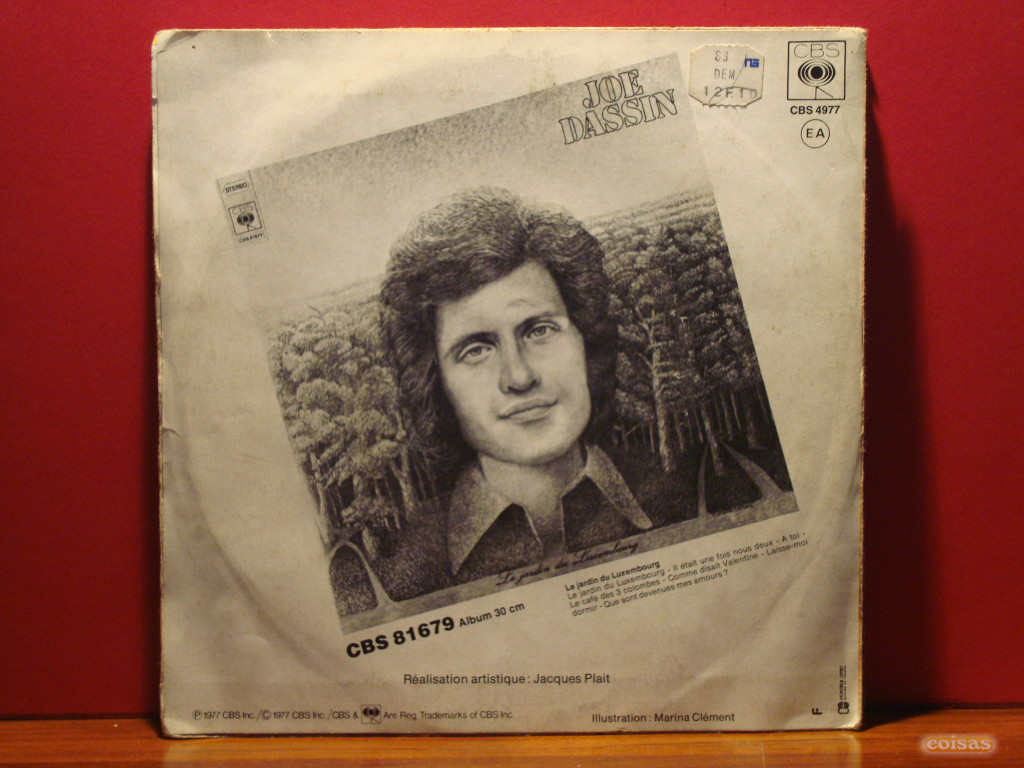 JOE
DASSIN
STEREO
CBS
83
DEM
12F10
CBS
CBS 4977
EA
Le jardin du Luxembourg
CBS 81679 Album 30 cm
Le jardin du Luxembourg
Le jardin du Luxembourg - Il était une fois nous deux - A toi -
Le café des 3 colombes - Comme disait Valentine - Laisse-moi
dormir - Que sont devenues mes amours ?
Réalisation artistique : Jacques Plait
℗ 1977 CBS Inc. / © 1977 CBS Inc. / CBS & Are Reg. Trademarks of CBS Inc.
Illustration : Marina Clément
F
coisas